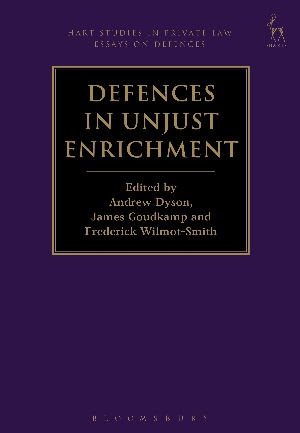 HART STUDIES IN PRIVATE LAW
ESSAYS ON DEFENCES
HART
DEFENCES
IN UNJUST
ENRICHMENT
Edited by
Andrew Dyson,
James Goudkamp and
Frederick Wilmot-Smith
BLOOMSBURY